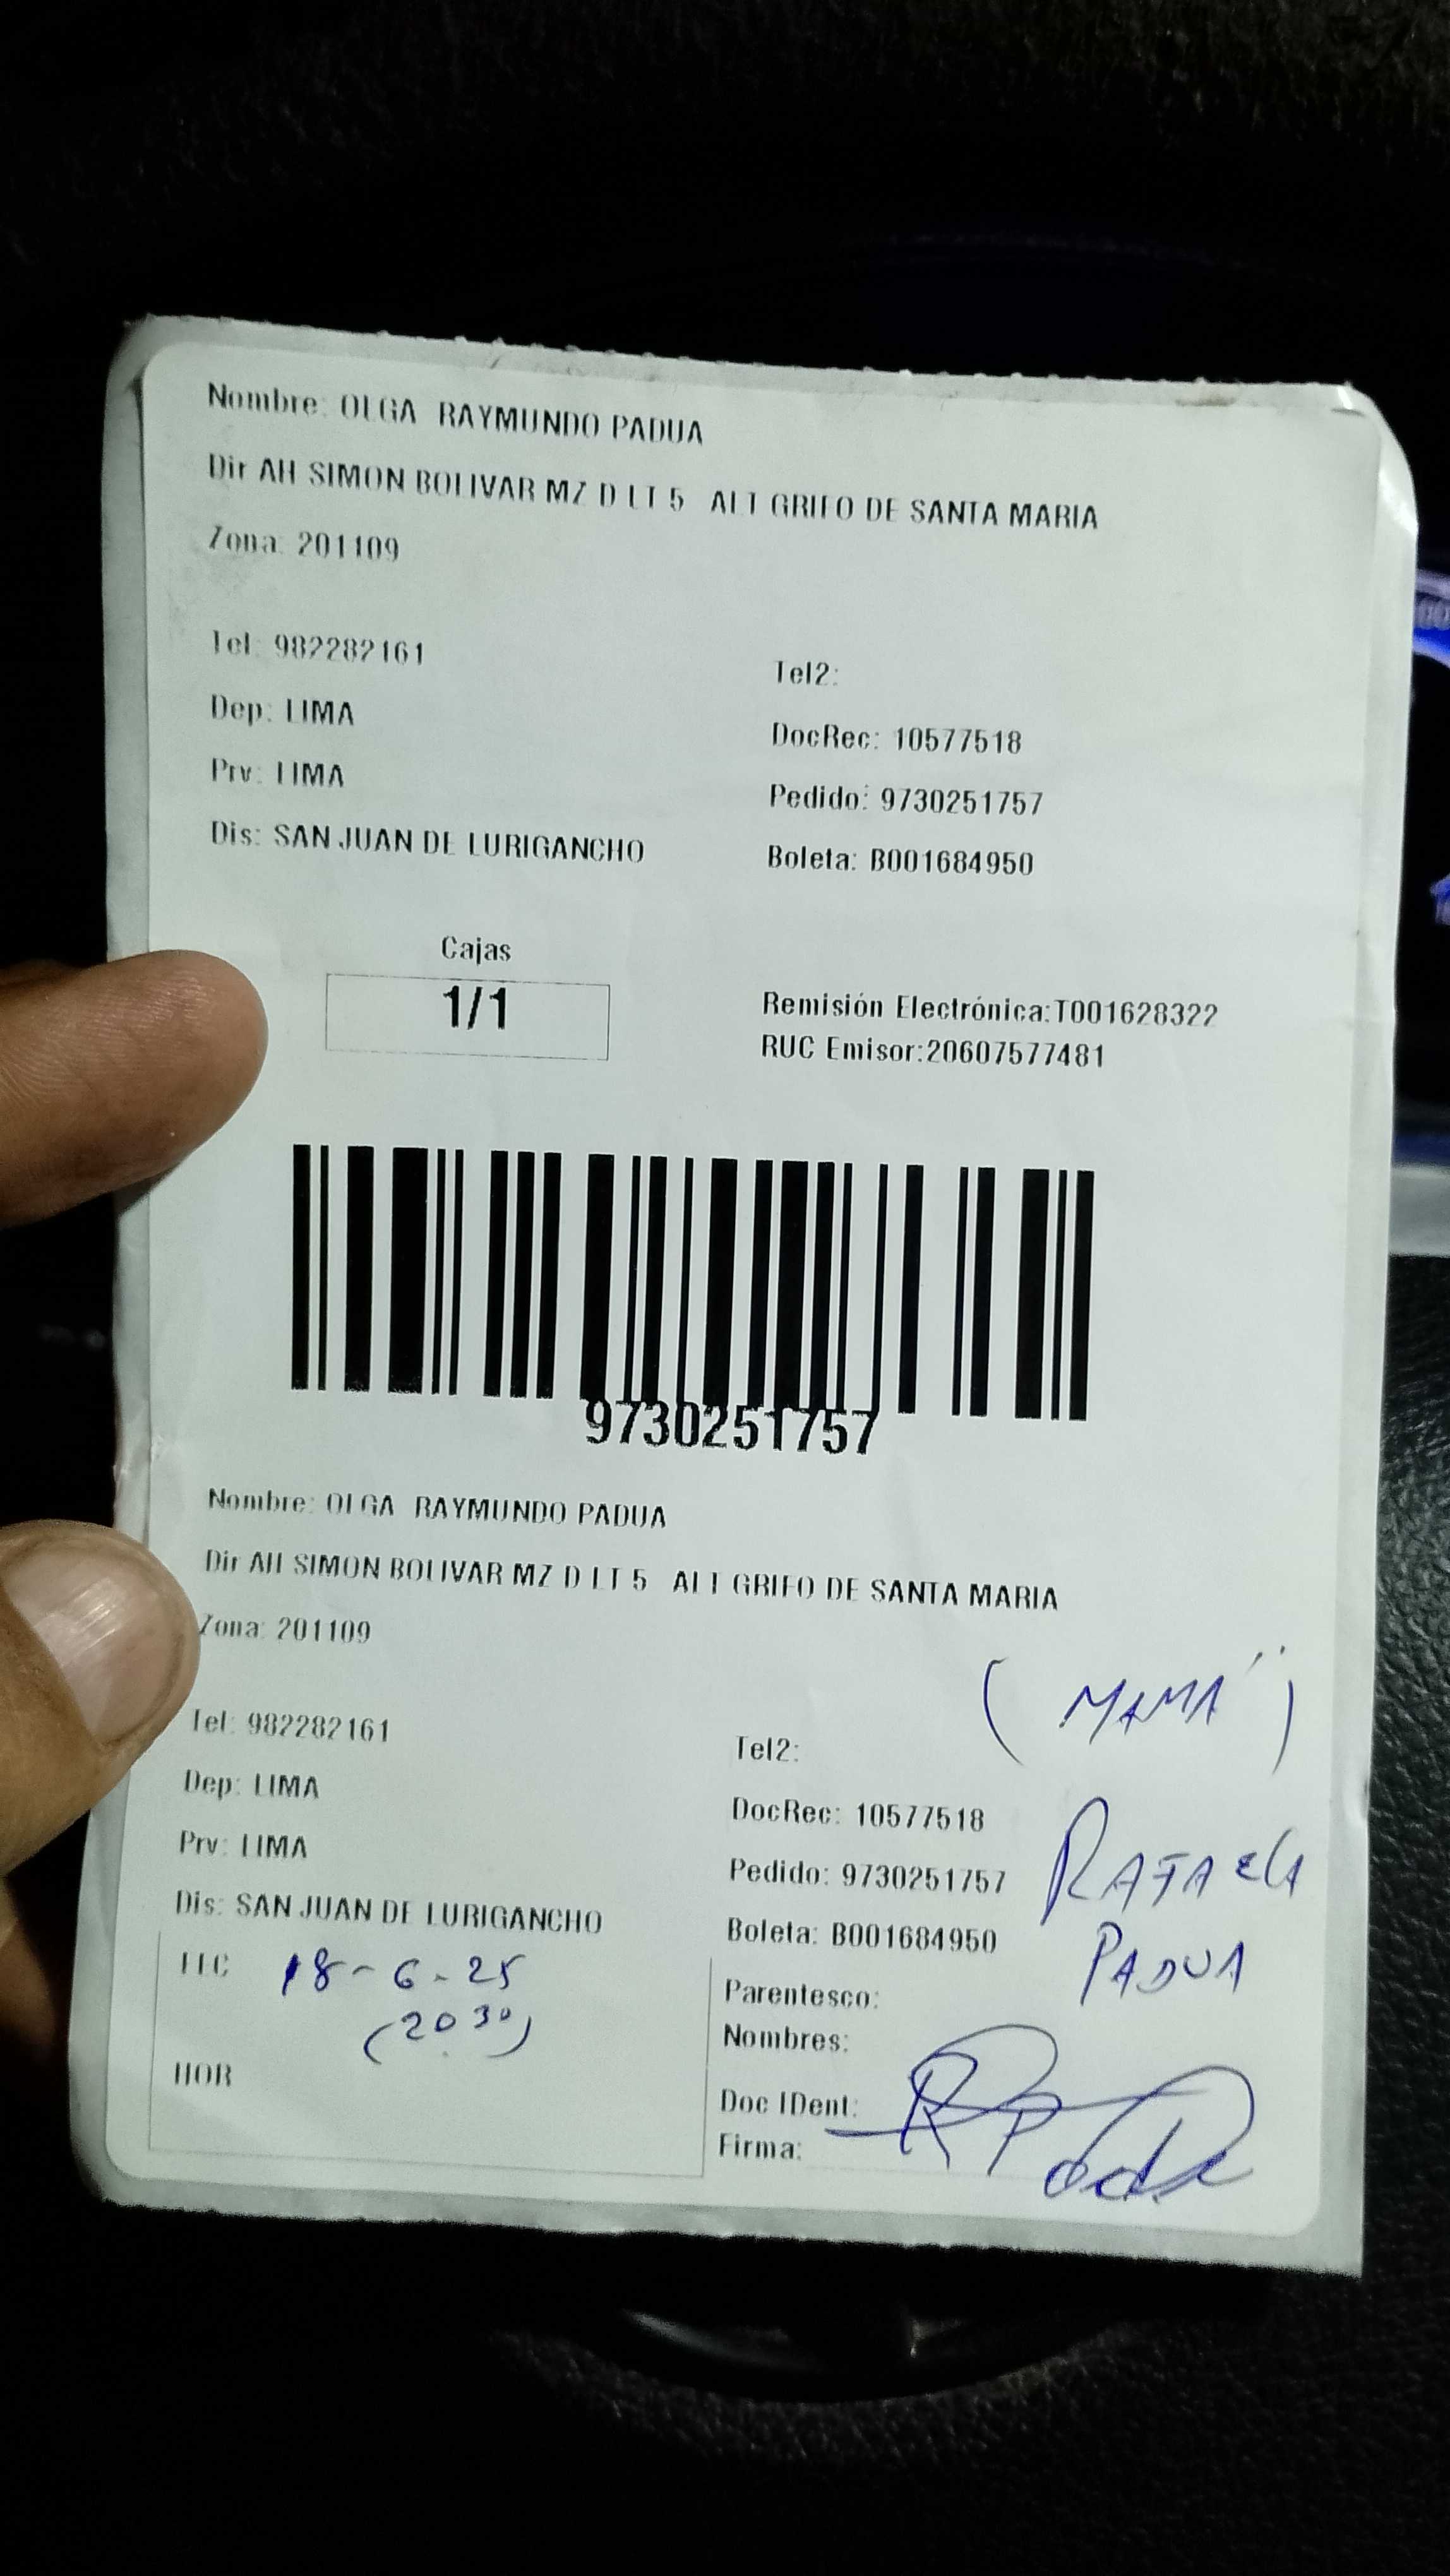 Nombre: OLGA RAYMUNDO PADUA
Dir AH SIMON BOLIVAR MZ D LT 5 ALT GRIFO DE SANTA MARIA
Zona: 201109
Tel: 982282161
Tel2:
Dep: LIMA
DocRec: 10577518
Prv: LIMA
Pedido: 9730251757
Dis: SAN JUAN DE LURIGANCHO
Boleta: B001684950
Cajas
1/1
Remisión Electrónica:T001628322
RUC Emisor:20607577481
9730251757
Nombre: OLGA RAYMUNDO PADUA
Dir AH SIMON BOLIVAR MZ D LT 5 ALT GRIFO DE SANTA MARIA
Zona: 201109
(MAMA)
Tel: 982282161
Tel2:
Dep: LIMA
DocRec: 10577518
RAFAELA
Prv: LIMA
Pedido: 9730251757
Dis: SAN JUAN DE LURIGANCHO
Boleta: B001684950
PADUA
18-6-25
Parentesco:
(20 30)
Nombres:
HOR
Doc IDent:
Firma: